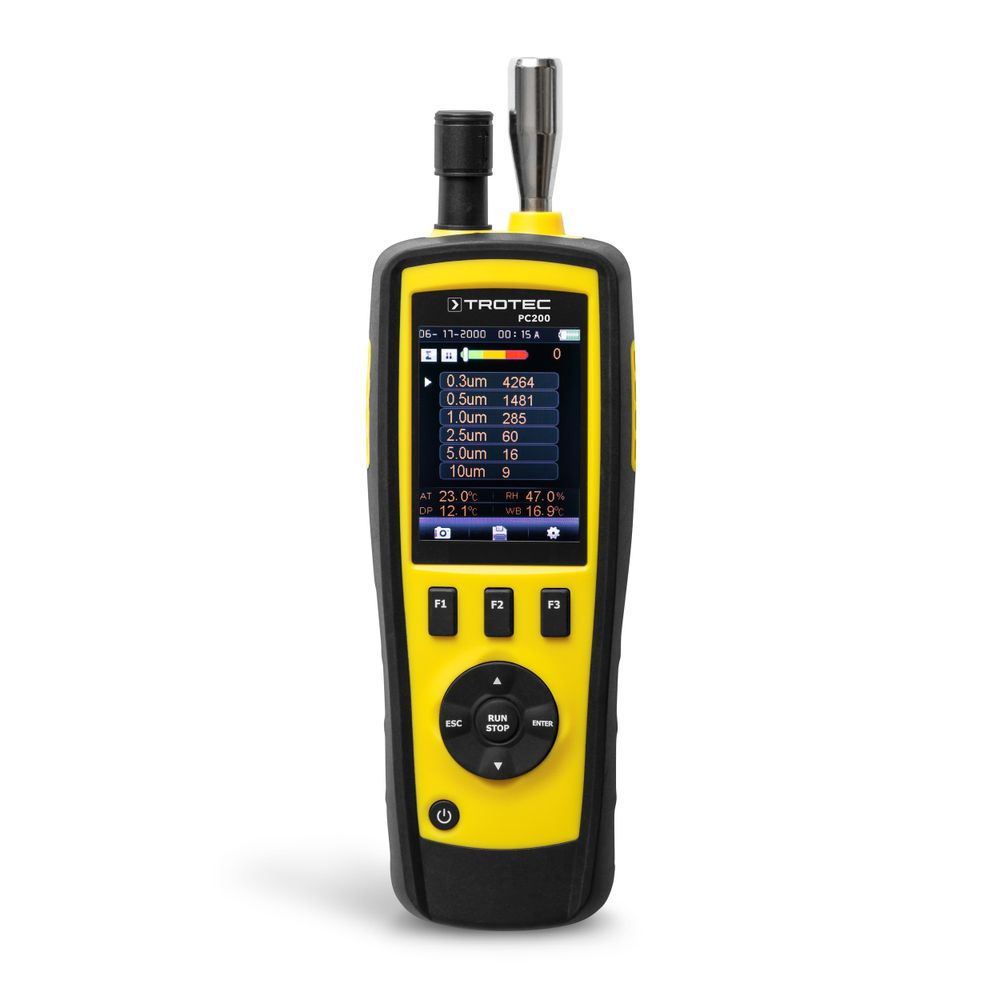 TROTEC
PC200
06-17-2000 00:15 A
0
0.3um 4264
0.5um 1481
1.0um 285
2.5um 60
5.0um 16
10um 9
AT 23.0°C RH 47.0%
DP 12.1°C WB 16.9°C
F1 F2 F3
ESC RUN STOP ENTER